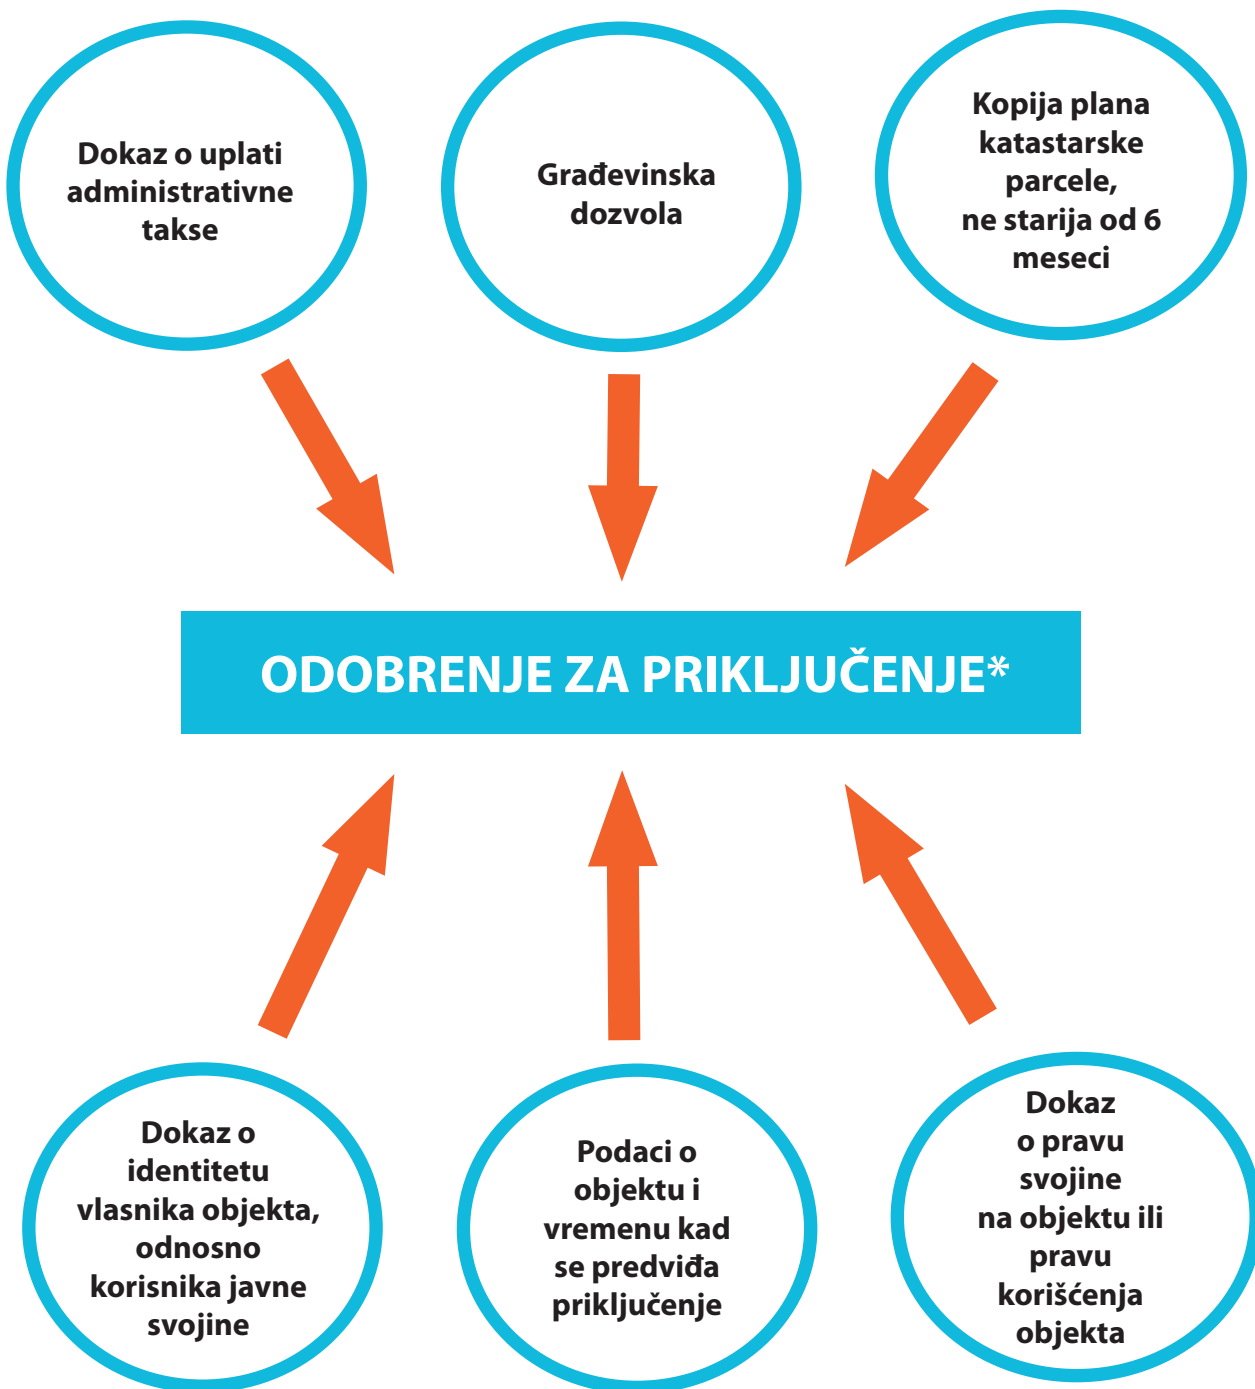 Dokaz o uplati
administrativne
takse
Građevinska
dozvola
Kopija plana
katastarske
parcele,
ne starija od 6
meseci
ODOBRENJE ZA PRIKLJUČENJE*
Dokaz o
identitetu
vlasnika objekta,
odnosno
korisnika javne
svojine
Podaci o
objektu i
vremenu kad
se predviđa
priključenje
Dokaz
o pravu
svojine
na objektu ili
pravu
korišćenja
objekta